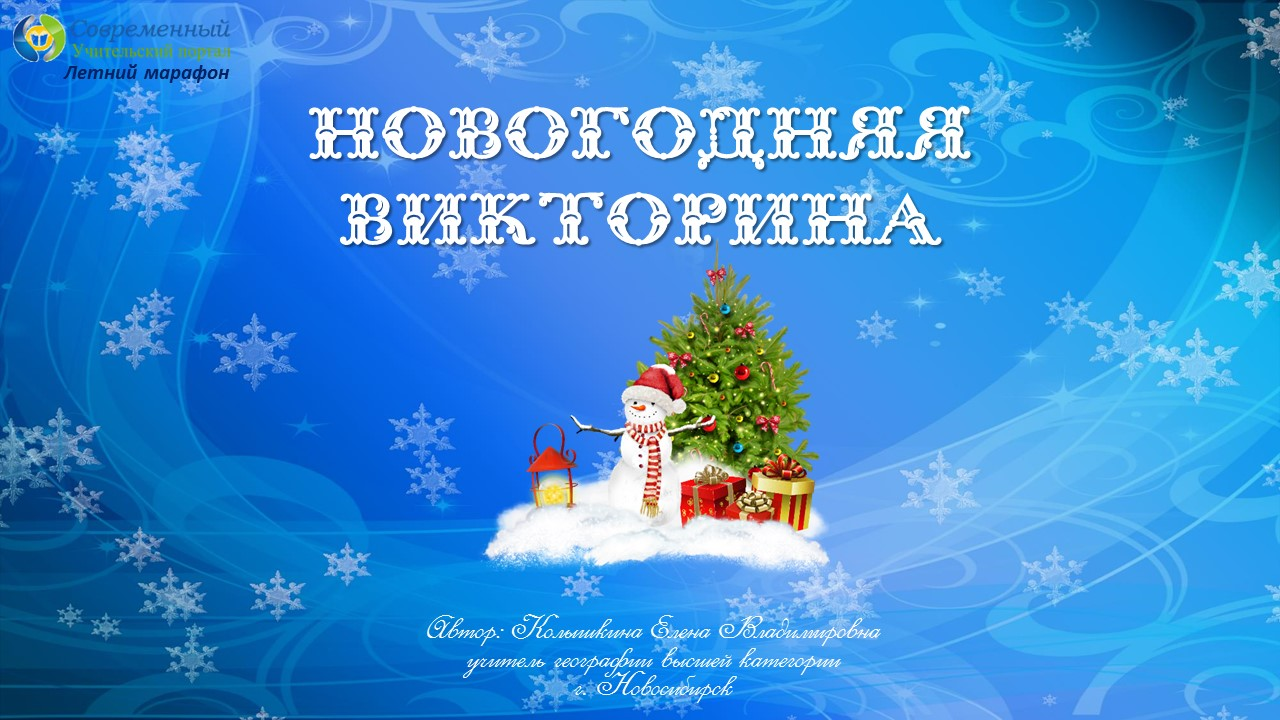 Современный
Учительский портал
Летний марафон
НОВОГОДНЯЯ
ВИКТОРИНА
Автор: Колышкина Елена Владимировна
учитель географии высшей категории
г. Новосибирск